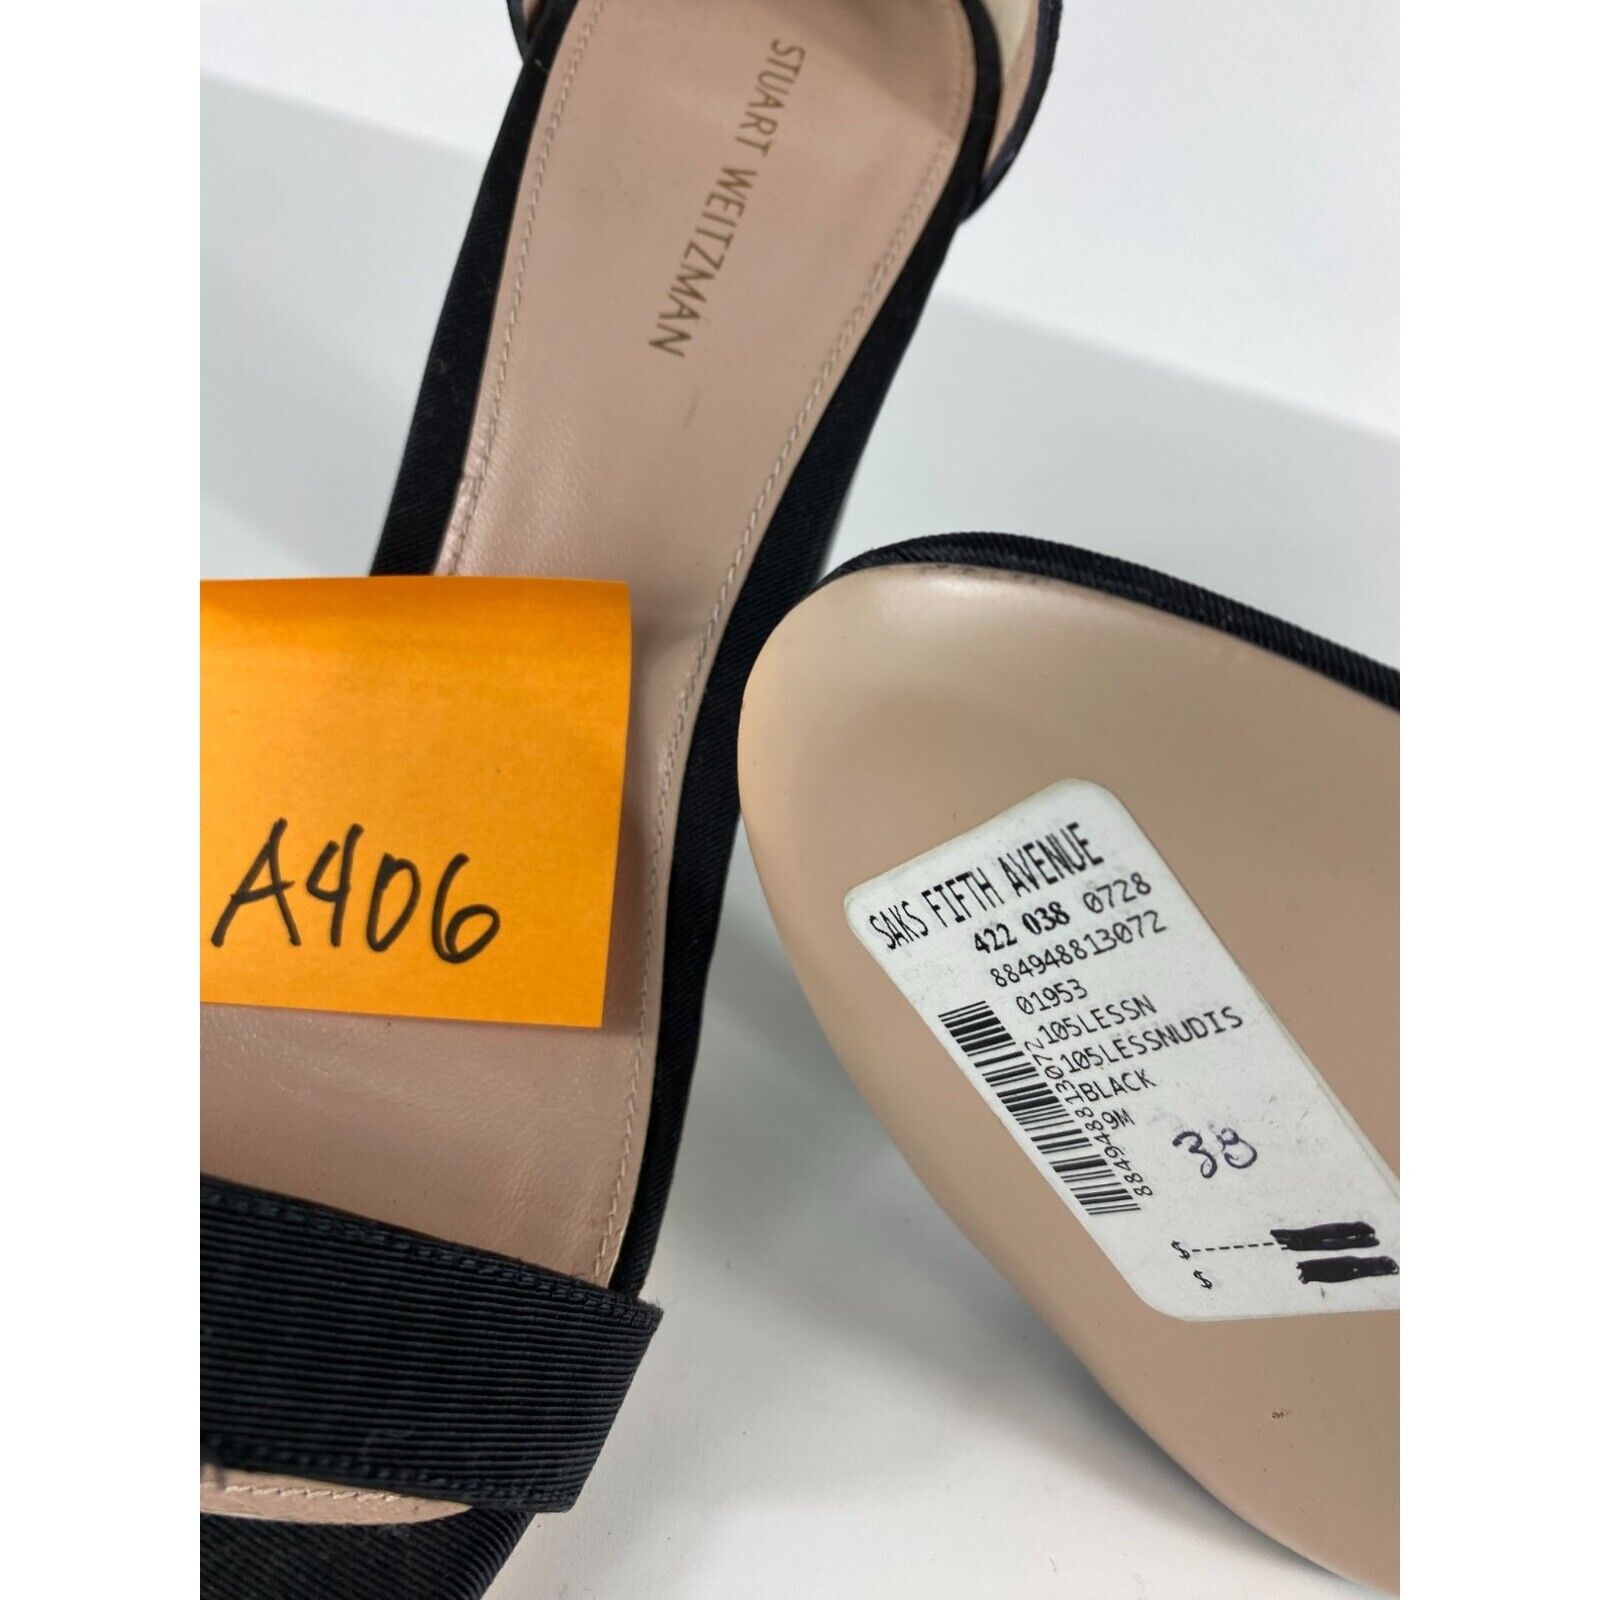 STUART WEITZMAN
A406
SAKS FIFTH AVENUE
422 038 0728
884948813072
01953
105LESSN
105LESSNUDIS
BLACK
9M
884948813072
39
$----------
$